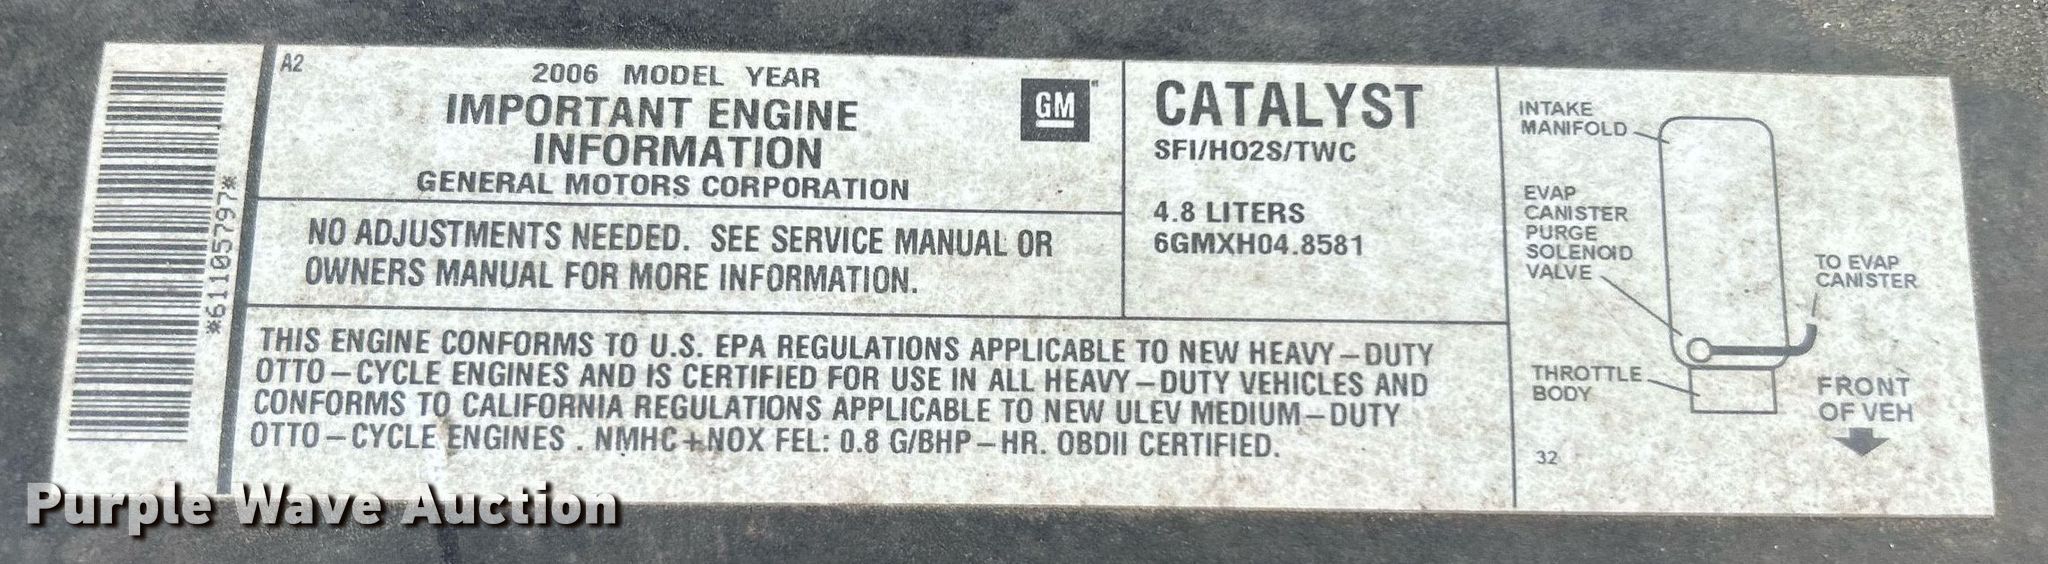 *61105797*
A2
2006 MODEL YEAR
IMPORTANT ENGINE
INFORMATION
GENERAL MOTORS CORPORATION
GM
NO ADJUSTMENTS NEEDED. SEE SERVICE MANUAL OR
OWNERS MANUAL FOR MORE INFORMATION.
CATALYST
SFI/HO2S/TWC
4.8 LITERS
6GMXH04.8581
THIS ENGINE CONFORMS TO U.S. EPA REGULATIONS APPLICABLE TO NEW HEAVY-DUTY
OTTO-CYCLE ENGINES AND IS CERTIFIED FOR USE IN ALL HEAVY-DUTY VEHICLES AND
CONFORMS TO CALIFORNIA REGULATIONS APPLICABLE TO NEW ULEV MEDIUM-DUTY
OTTO-CYCLE ENGINES . NMHC+NOX FEL: 0.8 G/BHP-HR. OBDII CERTIFIED.
INTAKE
MANIFOLD
EVAP
CANISTER
PURGE
SOLENOID
VALVE
TO EVAP
CANISTER
THROTTLE
BODY
FRONT
OF VEH
32
Purple Wave Auction